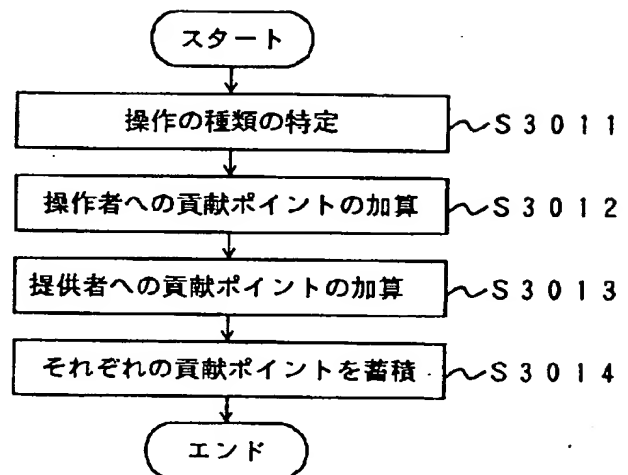 スタート
操作の種類の特定 S3011
操作者への貢献ポイントの加算 S3012
提供者への貢献ポイントの加算 S3013
それぞれの貢献ポイントを蓄積 S3014
エンド